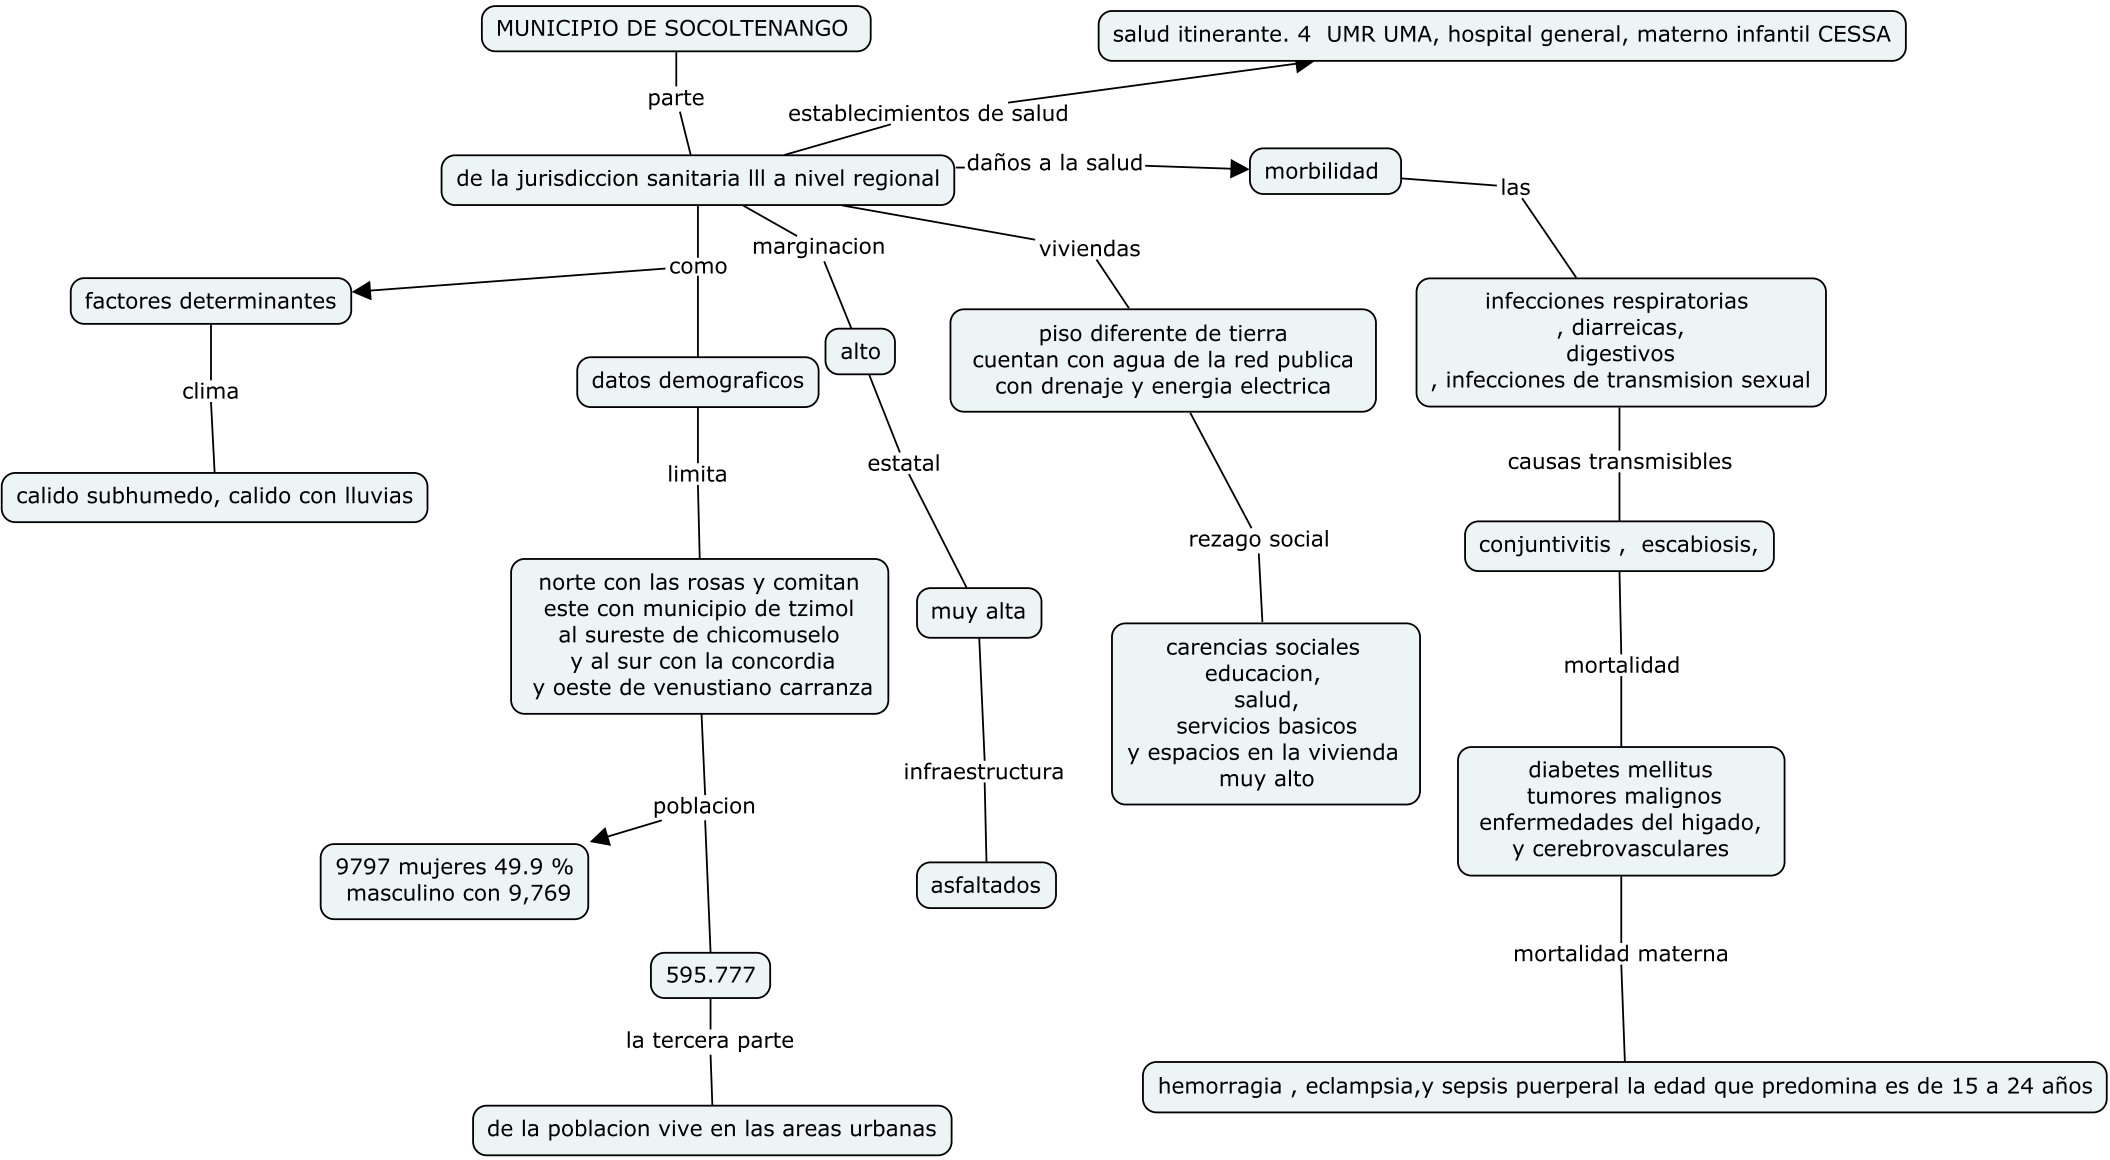 MUNICIPIO DE SOCOLTENANGO
salud itinerante. 4  UMR UMA, hospital general, materno infantil CESSA
parte
establecimientos de salud
de la jurisdiccion sanitaria lll a nivel regional
daños a la salud
morbilidad
las
como
marginacion
viviendas
factores determinantes
clima
calido subhumedo, calido con lluvias
datos demograficos
limita
norte con las rosas y comitan
este con municipio de tzimol
al sureste de chicomuselo
y al sur con la concordia
y oeste de venustiano carranza
poblacion
9797 mujeres 49.9 %
masculino con 9,769
595.777
la tercera parte
de la poblacion vive en las areas urbanas
alto
estatal
muy alta
infraestructura
asfaltados
piso diferente de tierra
cuentan con agua de la red publica
con drenaje y energia electrica
rezago social
carencias sociales
educacion,
salud,
servicios basicos
y espacios en la vivienda
muy alto
infecciones respiratorias
, diarreicas,
digestivos
, infecciones de transmision sexual
causas transmisibles
conjuntivitis ,  escabiosis,
mortalidad
diabetes mellitus
tumores malignos
enfermedades del higado,
y cerebrovasculares
mortalidad materna
hemorragia , eclampsia,y sepsis puerperal la edad que predomina es de 15 a 24 años